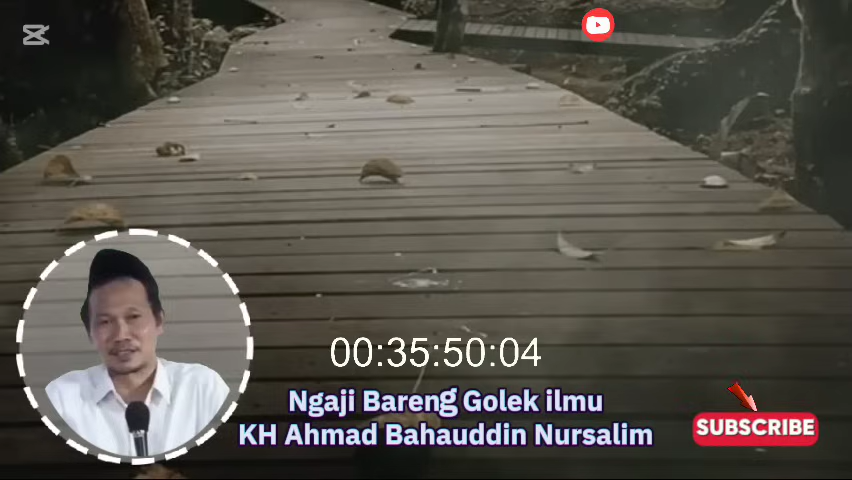 00:35:50:04
Ngaji Bareng Golek ilmu
KH Ahmad Bahauddin Nursalim
SUBSCRIBE